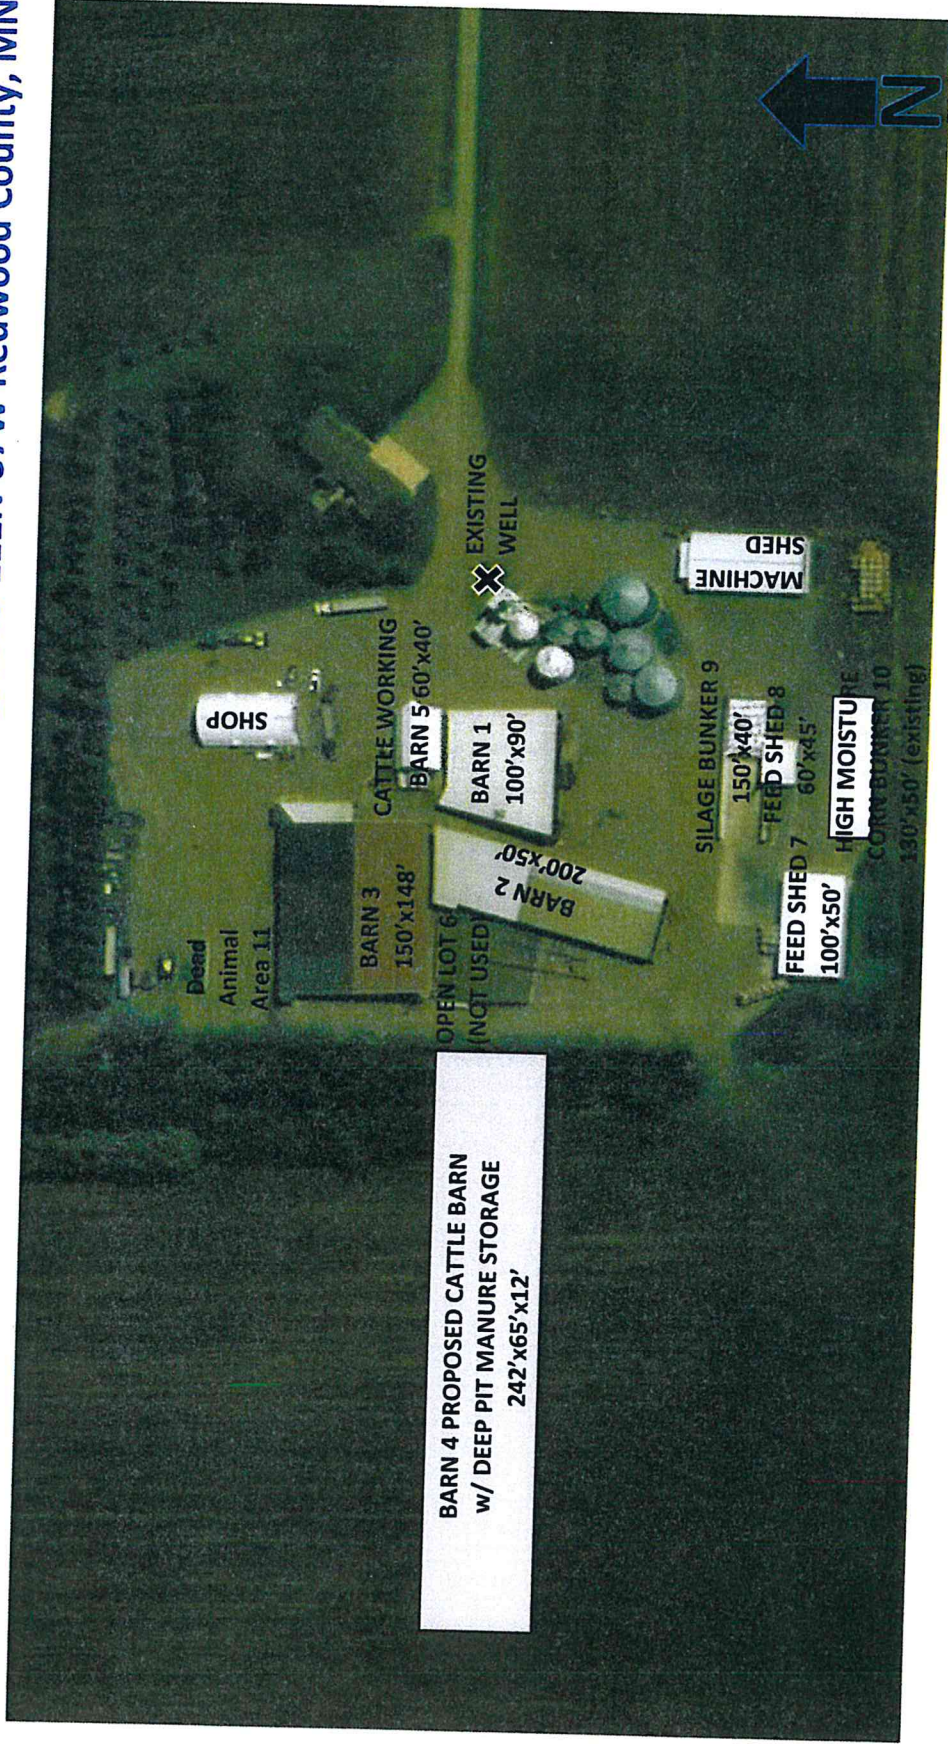 Redwood County, MN
Dead
Animal
Area 11
SHOP
BARN 3
150'x148'
CATTLE WORKING
BARN 5 60'x40'
OPEN LOT 6
(NOT USED)
BARN 4 PROPOSED CATTLE BARN
w/ DEEP PIT MANURE STORAGE
242'x65'x12'
BARN 1
100'x90'
EXISTING
WELL
BARN 2
200'x50'
SILAGE BUNKER 9
150'x40'
FEED SHED 8
60'x45'
MACHINE
SHED
FEED SHED 7
100'x50'
HIGH MOISTURE
CORN BUNKER 10
130'x50' (existing)
N